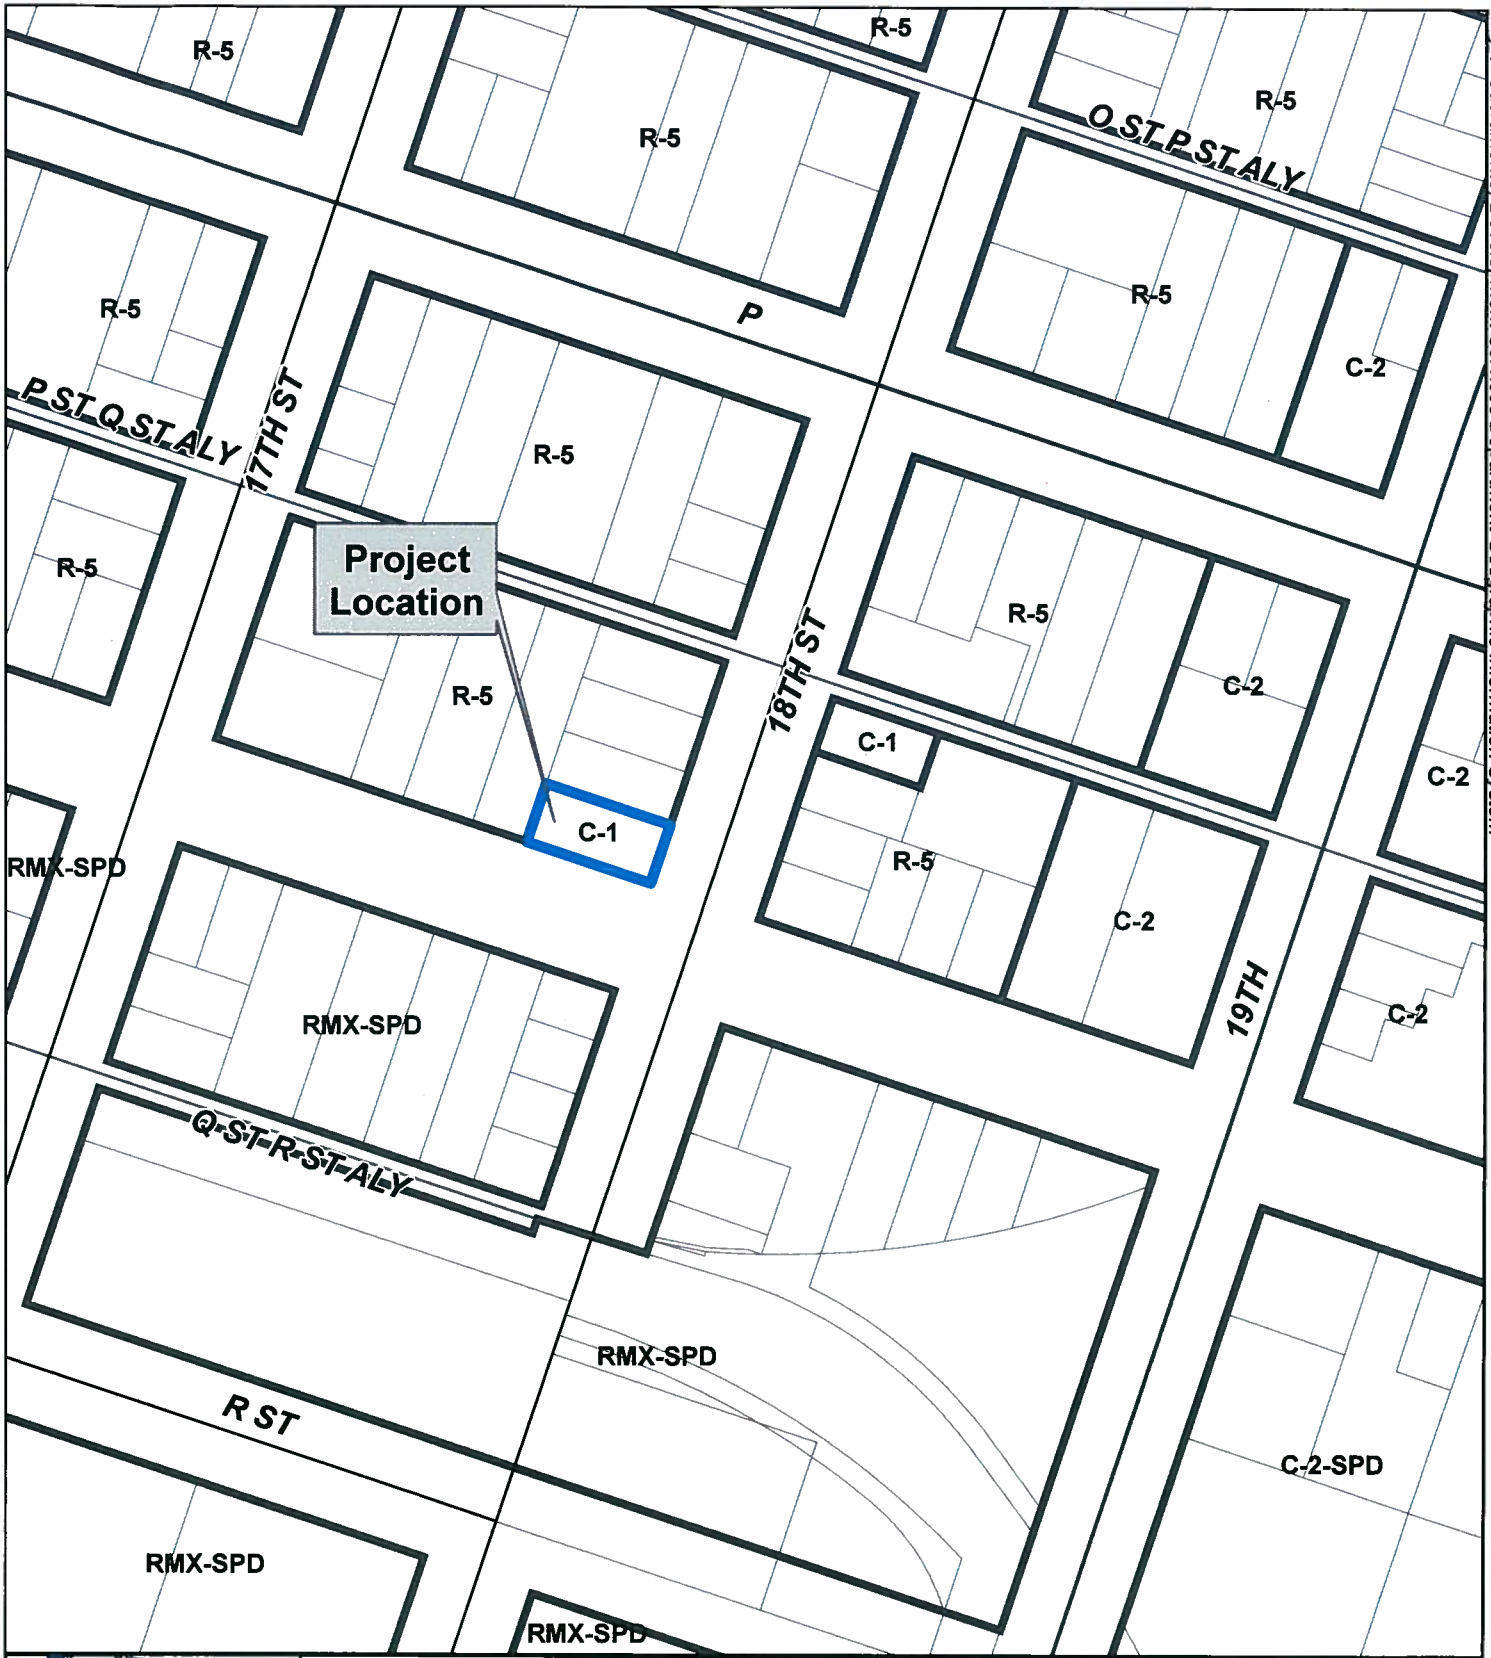 R-5
R-5
R-5
R-5
O ST P ST ALY
R-5
R-5
P
C-2
P ST Q ST ALY
17TH ST
R-5
R-5
Project
Location
R-5
18TH ST
R-5
C-2
C-1
C-2
C-1
R-5
RMX-SPD
C-2
19TH
C-2
RMX-SPD
Q ST R ST ALY
RMX-SPD
R ST
C-2-SPD
RMX-SPD
RMX-SPD